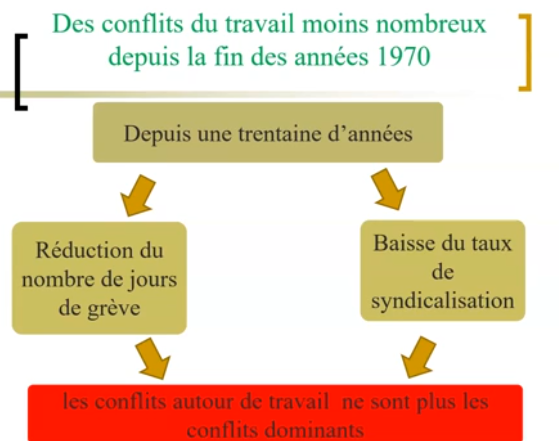 Des conflits du travail moins nombreux
depuis la fin des années 1970
Depuis une trentaine d’années
Réduction du
nombre de jours
de grève
Baisse du taux
de
syndicalisation
les conflits autour de travail ne sont plus les
conflits dominants